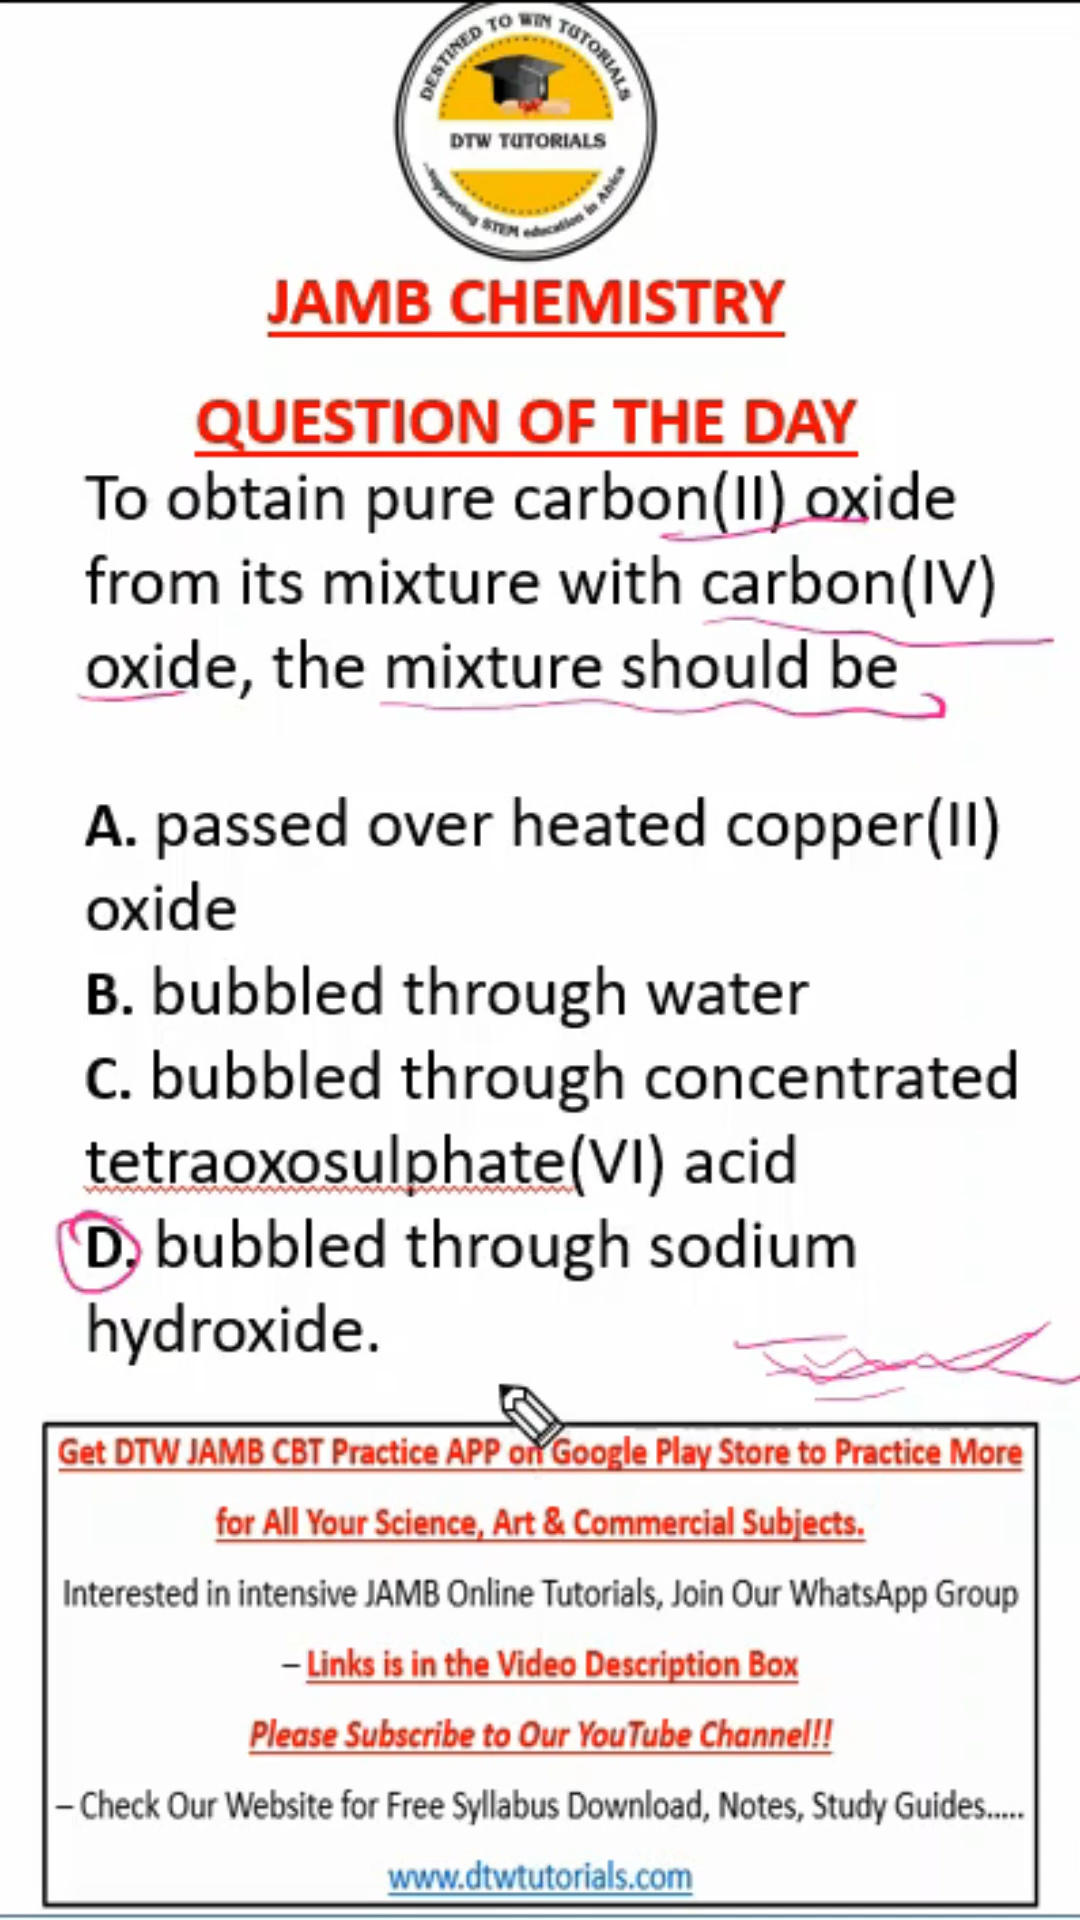 DESTINED TO WIN TUTORIALS
DTW TUTORIALS
...supporting STEM education in Africa
JAMB CHEMISTRY
QUESTION OF THE DAY
To obtain pure carbon(II) oxide
from its mixture with carbon(IV)
oxide, the mixture should be
A. passed over heated copper(II)
oxide
B. bubbled through water
C. bubbled through concentrated
tetraoxosulphate(VI) acid
D. bubbled through sodium
hydroxide.
Get DTW JAMB CBT Practice APP on Google Play Store to Practice More
for All Your Science, Art & Commercial Subjects.
Interested in intensive JAMB Online Tutorials, Join Our WhatsApp Group
– Links is in the Video Description Box
Please Subscribe to Our YouTube Channel!!
– Check Our Website for Free Syllabus Download, Notes, Study Guides.....
www.dtwtutorials.com